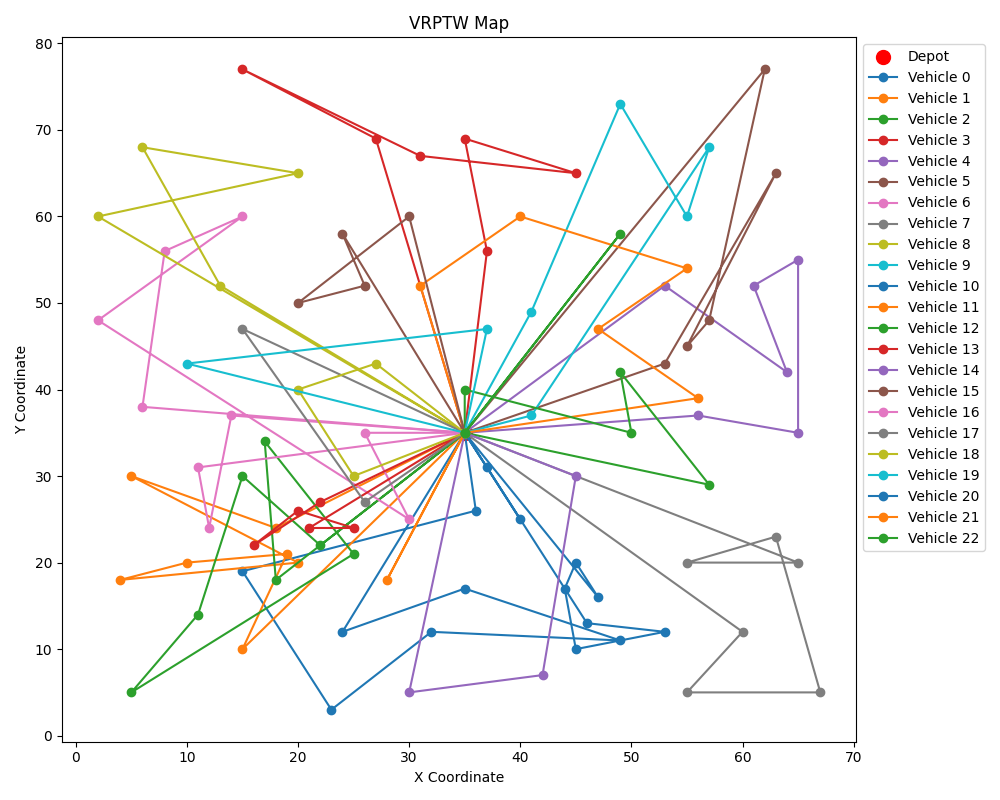 VRPTW Map
Y Coordinate
80
70
60
50
40
30
20
10
0
0 10 20 30 40 50 60 70
X Coordinate
Depot
Vehicle 0
Vehicle 1
Vehicle 2
Vehicle 3
Vehicle 4
Vehicle 5
Vehicle 6
Vehicle 7
Vehicle 8
Vehicle 9
Vehicle 10
Vehicle 11
Vehicle 12
Vehicle 13
Vehicle 14
Vehicle 15
Vehicle 16
Vehicle 17
Vehicle 18
Vehicle 19
Vehicle 20
Vehicle 21
Vehicle 22